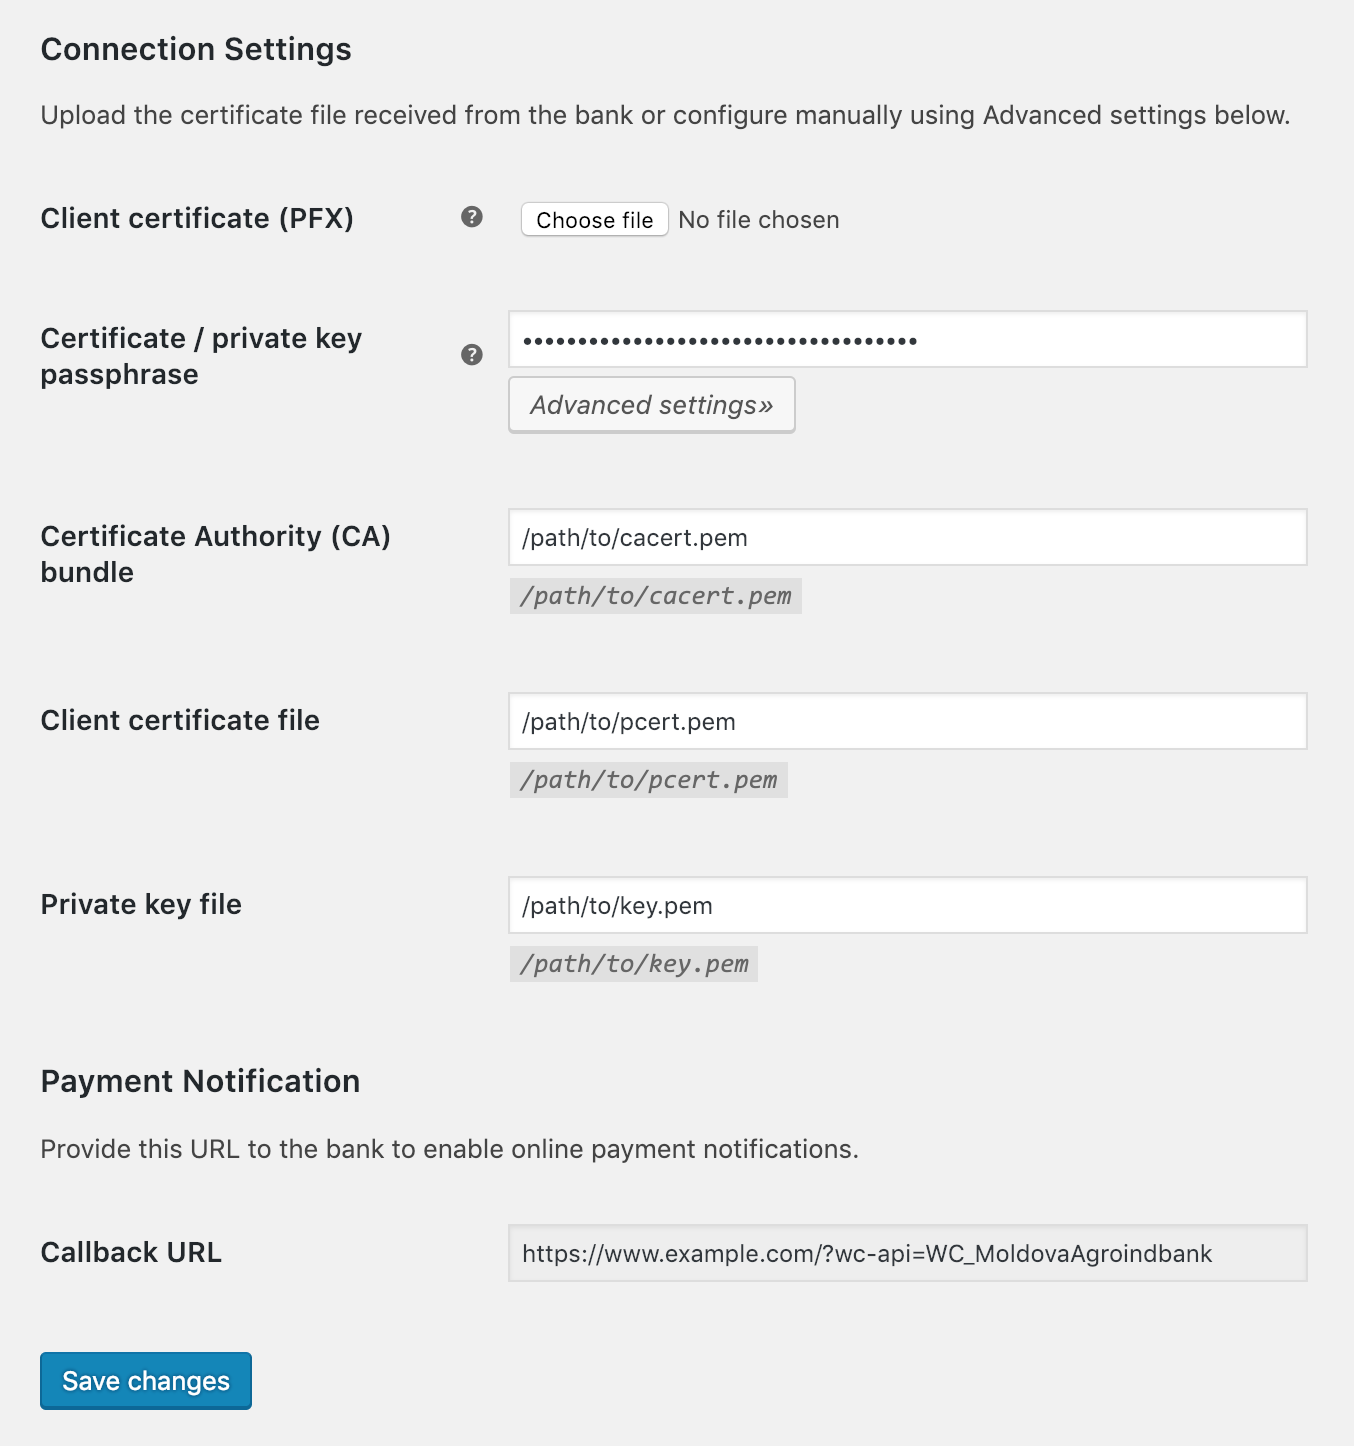 Connection Settings
Upload the certificate file received from the bank or configure manually using Advanced settings below.
Client certificate (PFX)
?
Choose file No file chosen
Certificate / private key
passphrase
?
••••••••••••••••••••••••••••••••••••
Advanced settings»
Certificate Authority (CA)
bundle
/path/to/cacert.pem
/path/to/cacert.pem
Client certificate file
/path/to/pcert.pem
/path/to/pcert.pem
Private key file
/path/to/key.pem
/path/to/key.pem
Payment Notification
Provide this URL to the bank to enable online payment notifications.
Callback URL
https://www.example.com/?wc-api=WC_MoldovaAgroindbank
Save changes